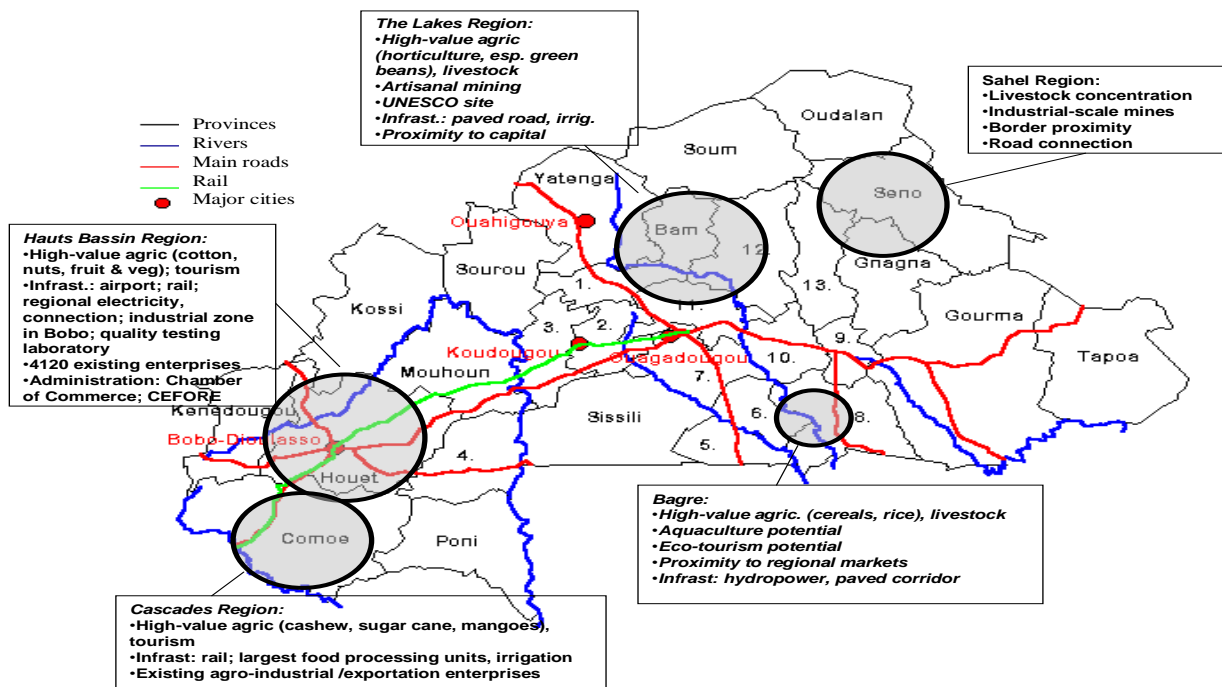 The Lakes Region:
•High-value agric
(horticulture, esp. green
beans), livestock
•Artisanal mining
•UNESCO site
•Infrast.: paved road, irrig.
•Proximity to capital
Sahel Region:
•Livestock concentration
•Industrial-scale mines
•Border proximity
•Road connection
Provinces
Rivers
Main roads
Rail
Major cities
Hauts Bassin Region:
•High-value agric (cotton,
nuts, fruit & veg); tourism
•Infrast.: airport; rail;
regional electricity,
connection; industrial zone
in Bobo; quality testing
laboratory
•4120 existing enterprises
•Administration: Chamber
of Commerce; CEFORE
Oudalan
Soum
Yatenga
Seno
Ouahigouya
Bam
12.
Sourou
Gnagna
Kossi
1.
13.
11.
Gourma
3.
2.
9.
Koudougou
Ouagadougou
Tapoa
10.
Mouhoun
7.
Kenedougou
Sissili
6.
8.
Bobo-Dioulasso
4.
5.
Houet
Comoe
Poni
Bagre:
•High-value agric. (cereals, rice), livestock
•Aquaculture potential
•Eco-tourism potential
•Proximity to regional markets
•Infrast: hydropower, paved corridor
Cascades Region:
•High-value agric (cashew, sugar cane, mangoes),
tourism
•Infrast: rail; largest food processing units, irrigation
•Existing agro-industrial /exportation enterprises